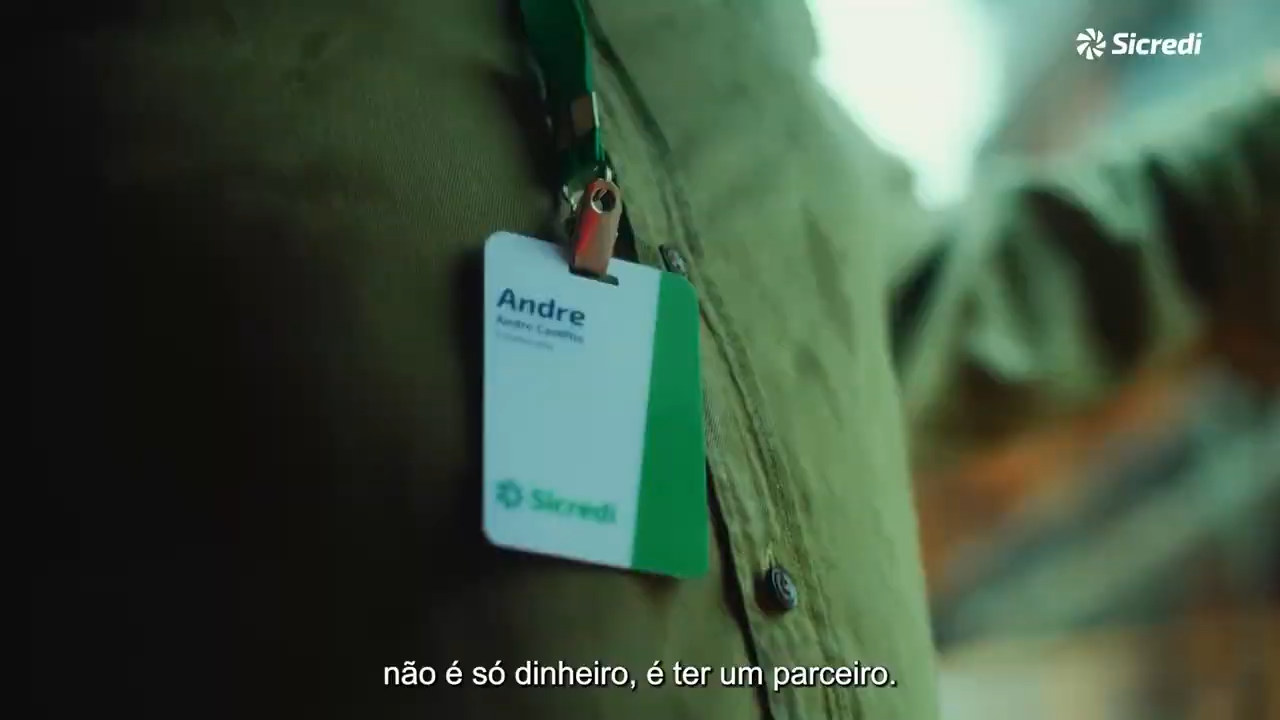 Sicredi
Andre
Sicredi
não é só dinheiro, é ter um parceiro.